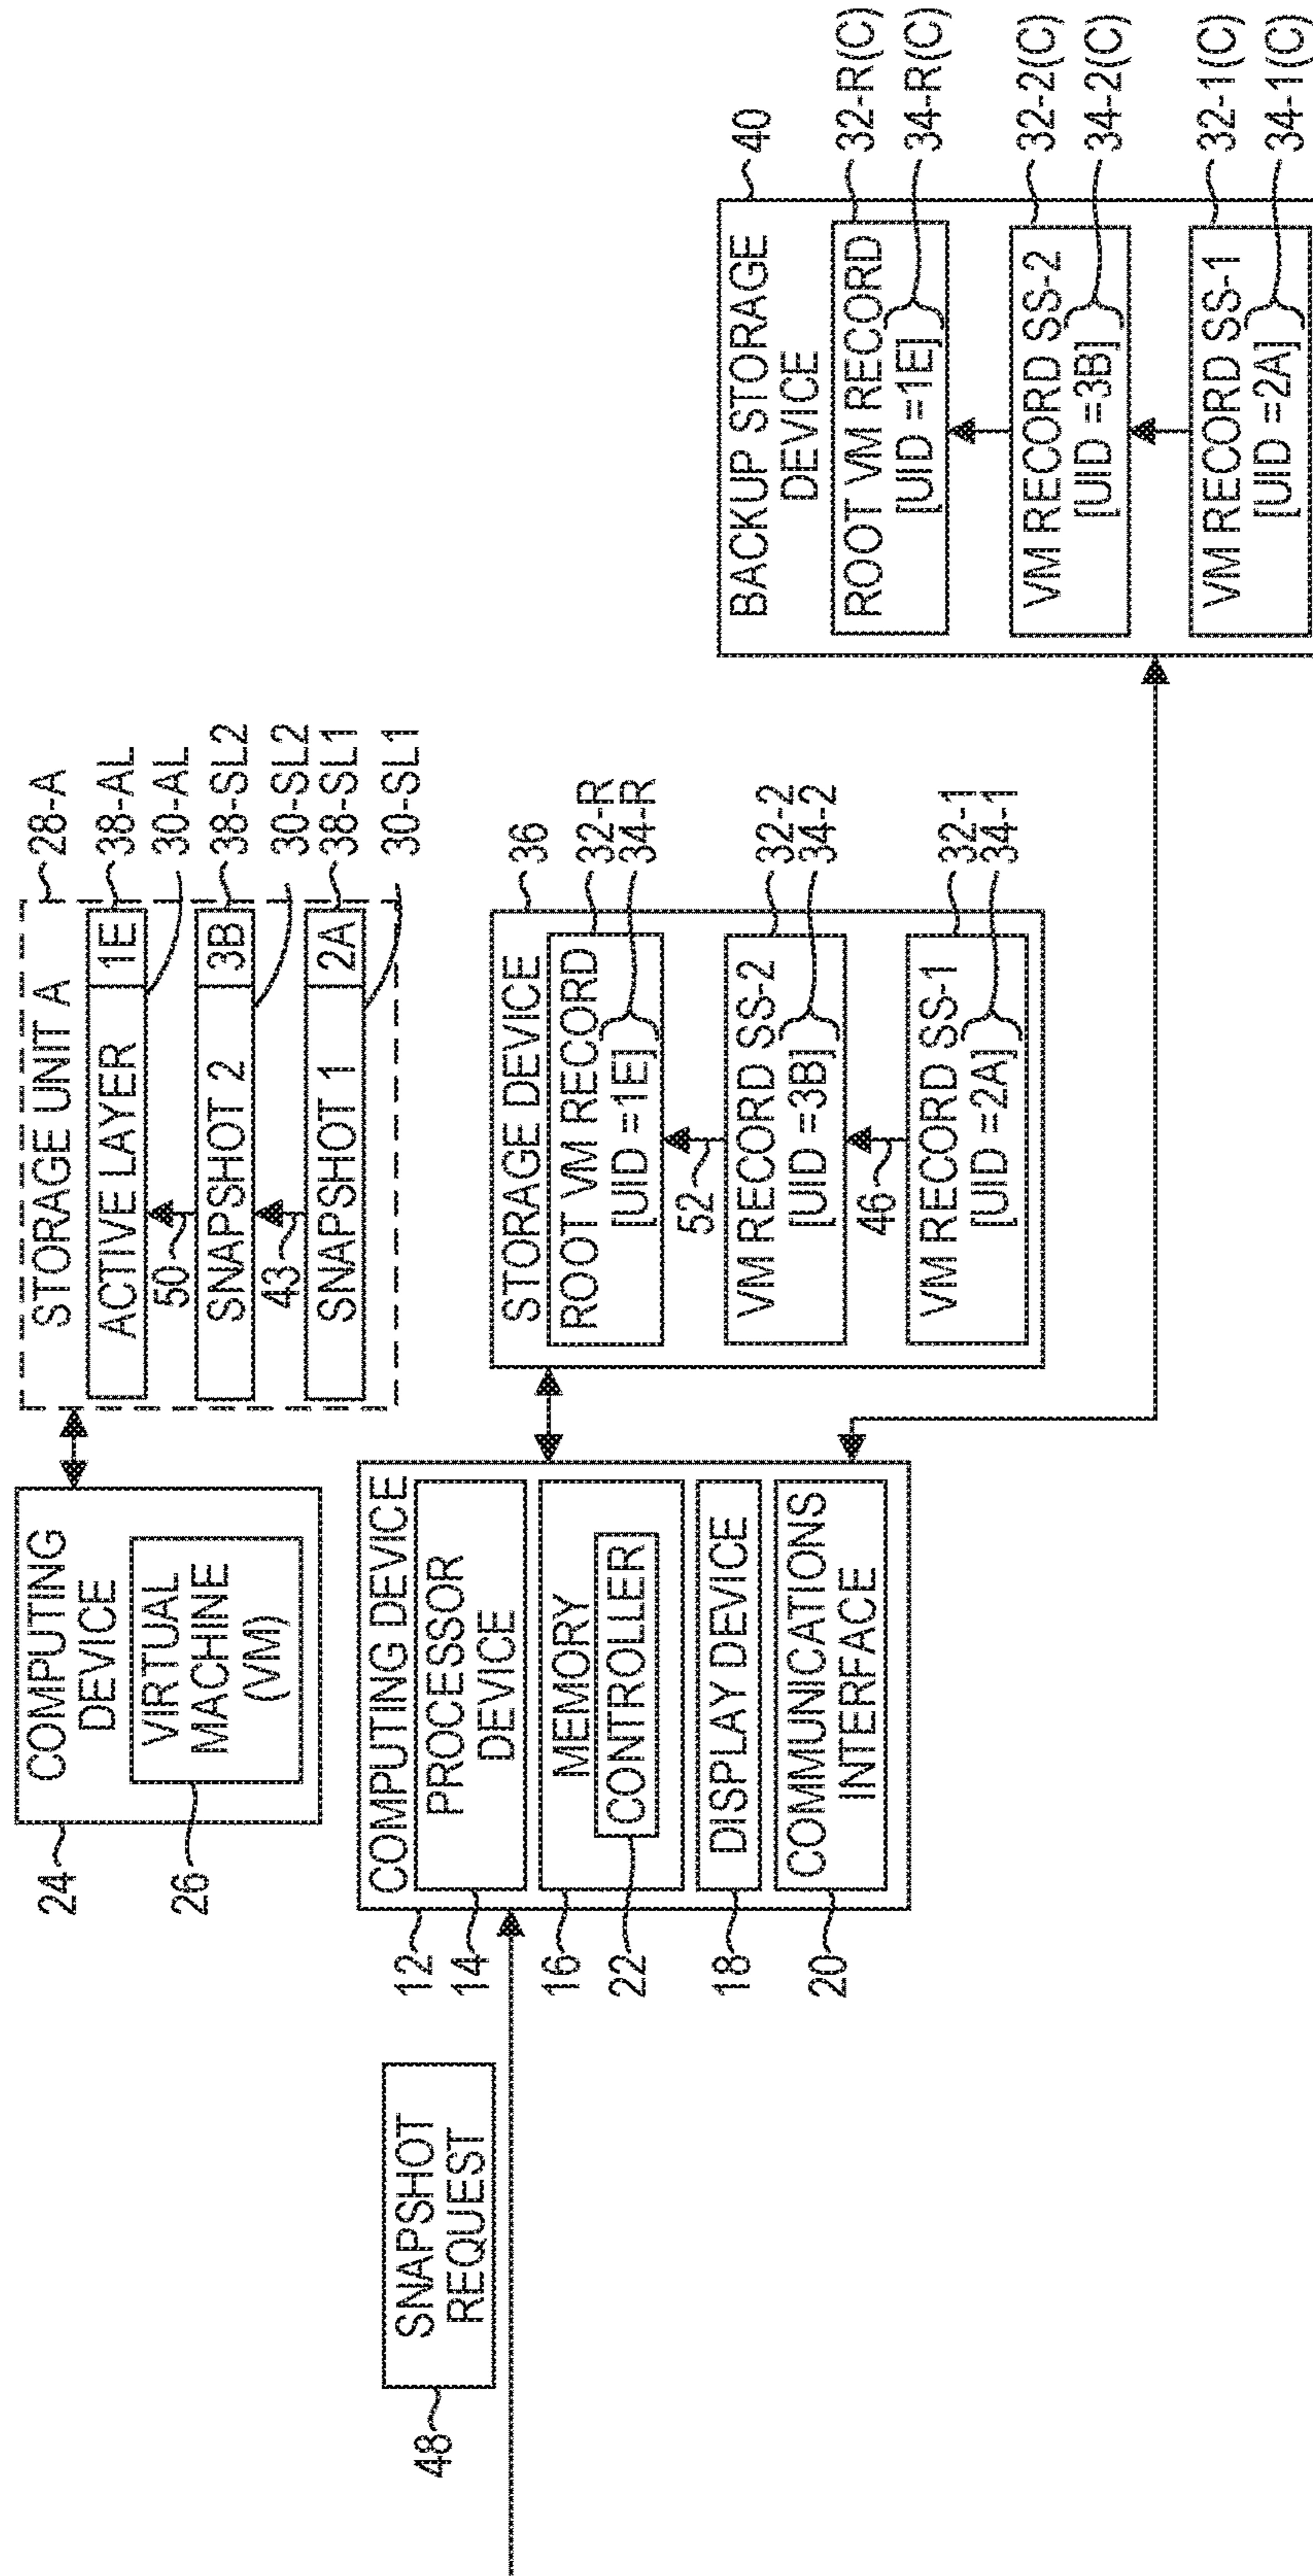 SNAPSHOT
REQUEST
48
COMPUTING
DEVICE
VIRTUAL
MACHINE
(VM)
24
26
STORAGE UNIT A
ACTIVE LAYER
1E
50
SNAPSHOT 2
3B
43
SNAPSHOT 1
2A
28-A
38-AL
30-AL
38-SL2
30-SL2
38-SL1
30-SL1
COMPUTING DEVICE
PROCESSOR
DEVICE
MEMORY
CONTROLLER
DISPLAY DEVICE
COMMUNICATIONS
INTERFACE
12
14
16
22
18
20
STORAGE DEVICE
ROOT VM RECORD
[UID =1E]
52
VM RECORD SS-2
[UID =3B]
46
VM RECORD SS-1
[UID =2A]
36
32-R
34-R
32-2
34-2
32-1
34-1
BACKUP STORAGE
DEVICE
ROOT VM RECORD
[UID =1E]
VM RECORD SS-2
[UID =3B]
VM RECORD SS-1
[UID =2A]
40
32-R(C)
34-R(C)
32-2(C)
34-2(C)
32-1(C)
34-1(C)